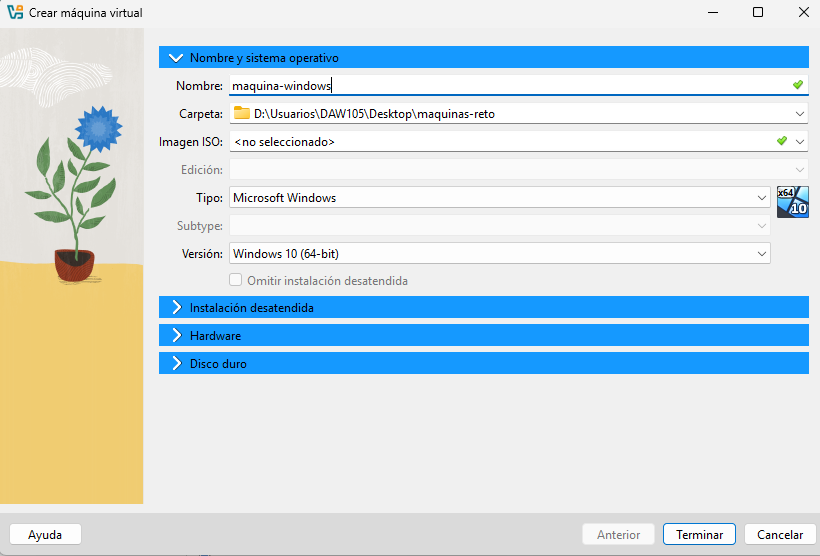 Crear máquina virtual
Nombre y sistema operativo
Nombre: maquina-windows
Carpeta: D:\Usuarios\DAW105\Desktop\maquinas-reto
Imagen ISO: <no seleccionado>
Edición:
Tipo: Microsoft Windows
x64
10
Subtype:
Versión: Windows 10 (64-bit)
Omitir instalación desatendida
Instalación desatendida
Hardware
Disco duro
Ayuda Anterior Terminar Cancelar